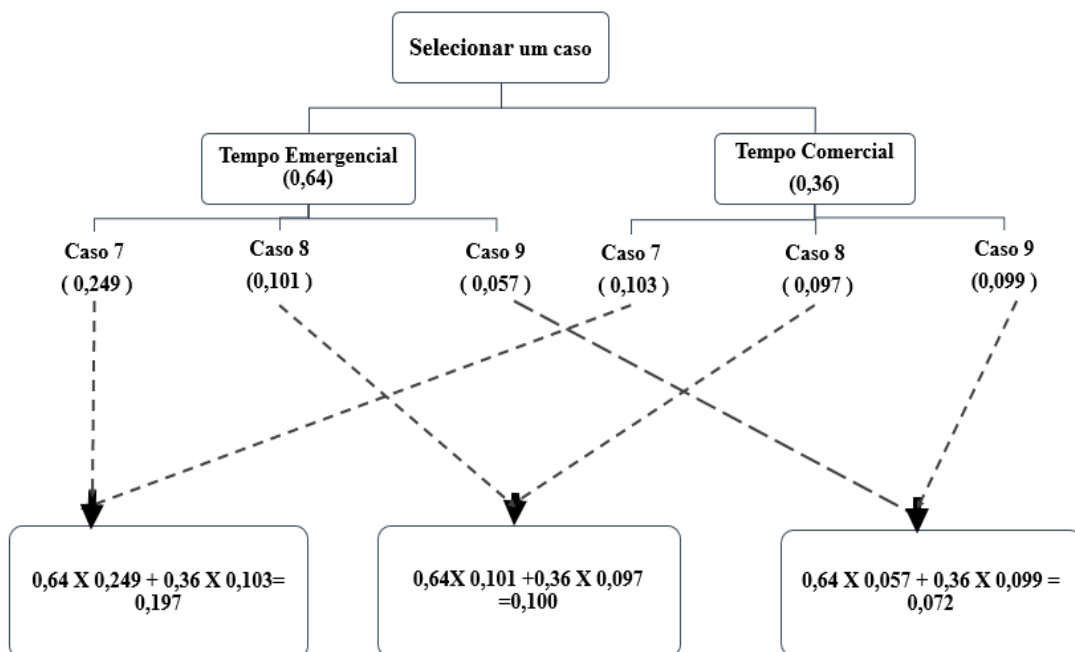 Selecionar um caso
Tempo Emergencial
(0,64)
Tempo Comercial
(0,36)
Caso 7
( 0,249 )
Caso 8
(0,101)
Caso 9
( 0,057 )
Caso 7
( 0,103 )
Caso 8
( 0,097 )
Caso 9
(0,099)
0,64 X 0,249 + 0,36 X 0,103=
0,197
0,64X 0,101 +0,36 X 0,097
=0,100
0,64 X 0,057 + 0,36 X 0,099 =
0,072